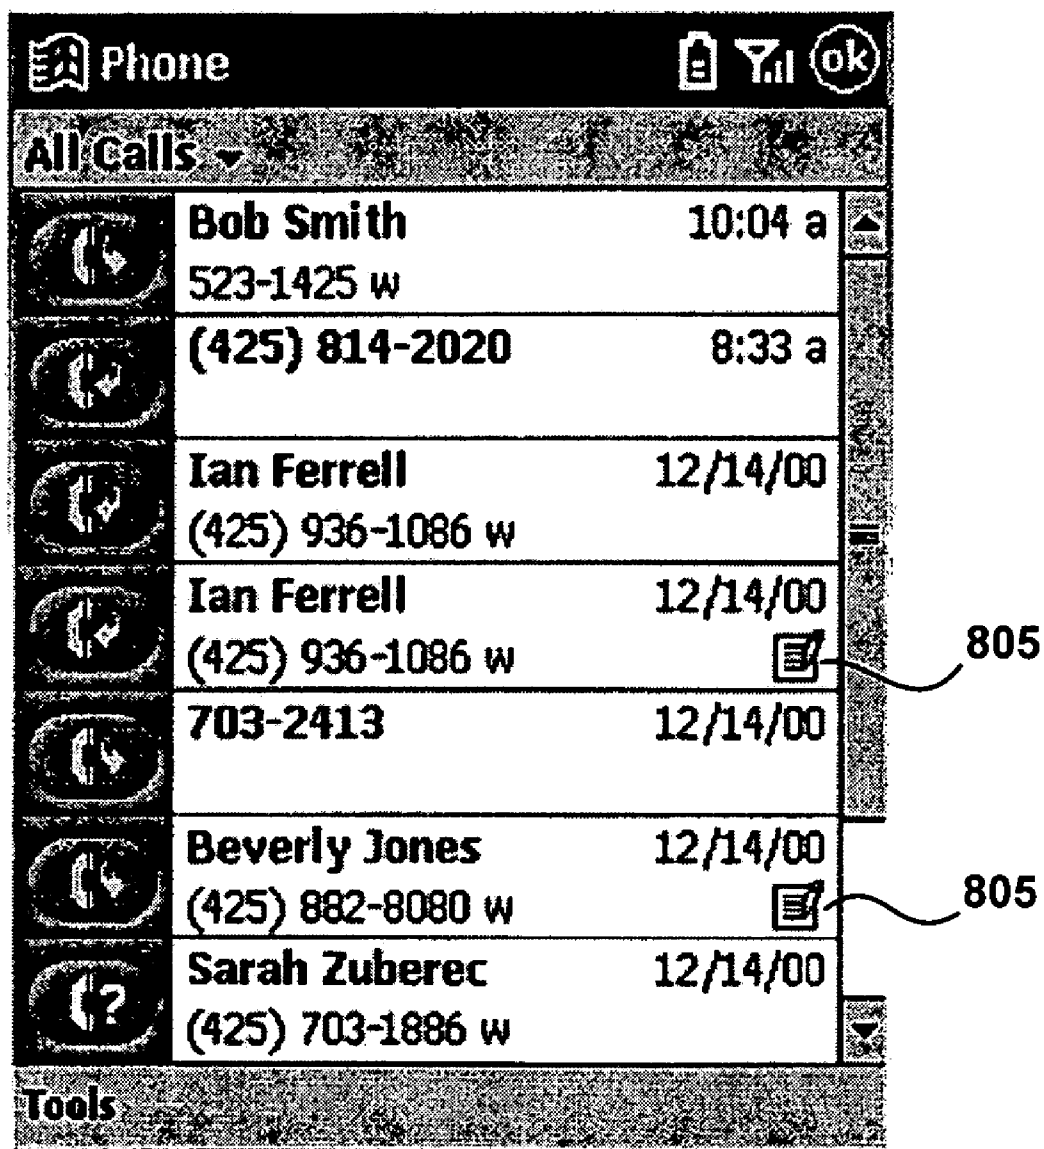 Phone ok
All Calls
Bob Smith 10:04 a
523-1425 w
(425) 814-2020 8:33 a
Ian Ferrell 12/14/00
(425) 936-1086 w
Ian Ferrell 12/14/00
(425) 936-1086 w
805
703-2413 12/14/00
Beverly Jones 12/14/00
(425) 882-8080 w
805
Sarah Zuberec 12/14/00
?
(425) 703-1886 w
Tools